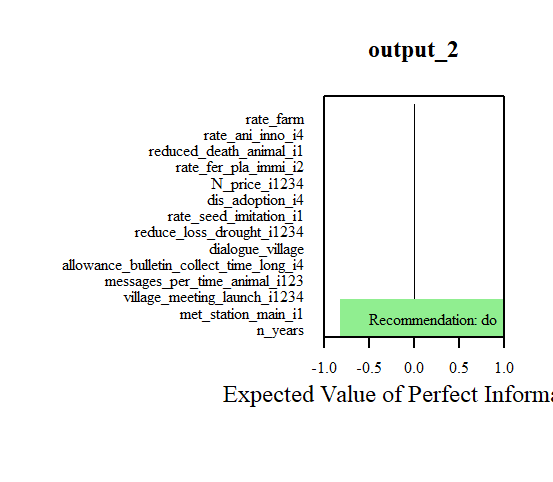 output_2
rate_farm
rate_ani_inno_i4
reduced_death_animal_i1
rate_fer_pla_immi_i2
N_price_i1234
dis_adoption_i4
rate_seed_imitation_i1
reduce_loss_drought_i1234
dialogue_village
allowance_bulletin_collect_time_long_i4
messages_per_time_animal_i123
village_meeting_launch_i1234
met_station_main_i1
n_years
Recommendation: do
-1.0 -0.5 0.0 0.5 1.0
Expected Value of Perfect Informa